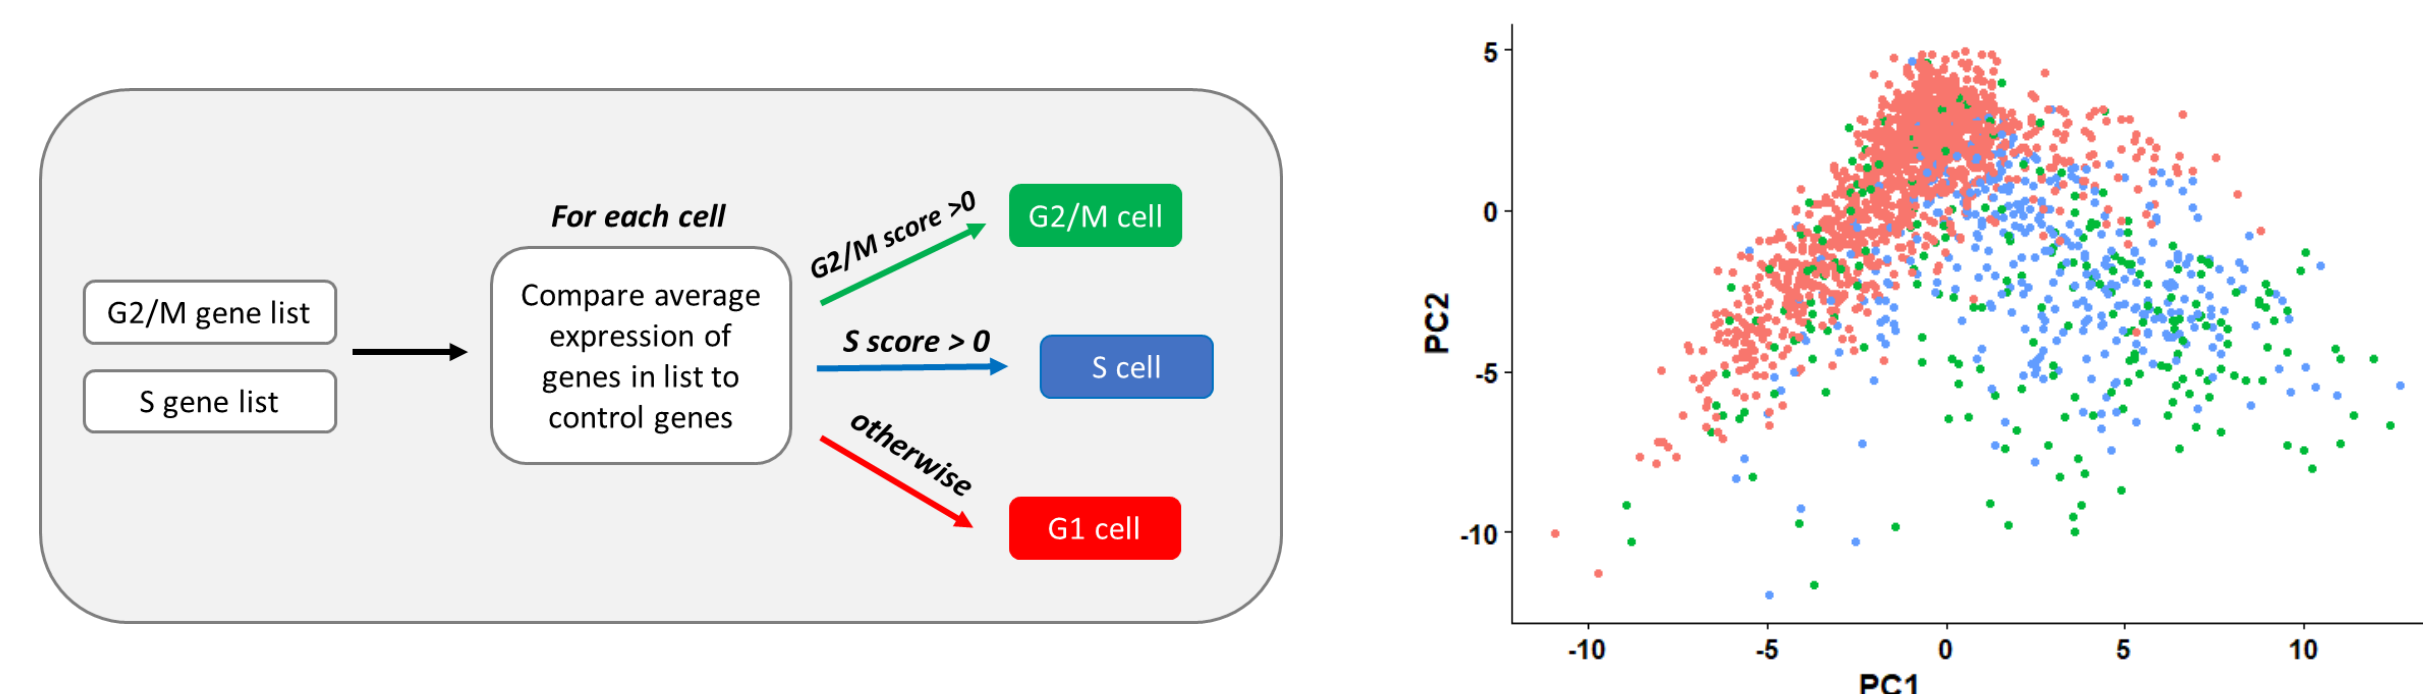 G2/M gene list
S gene list
For each cell
Compare average
expression of
genes in list to
control genes
G2/M score >0
S score > 0
otherwise
G2/M cell
S cell
G1 cell
PC2
5
0
-5
-10
-10
-5
0
5
10
PC1